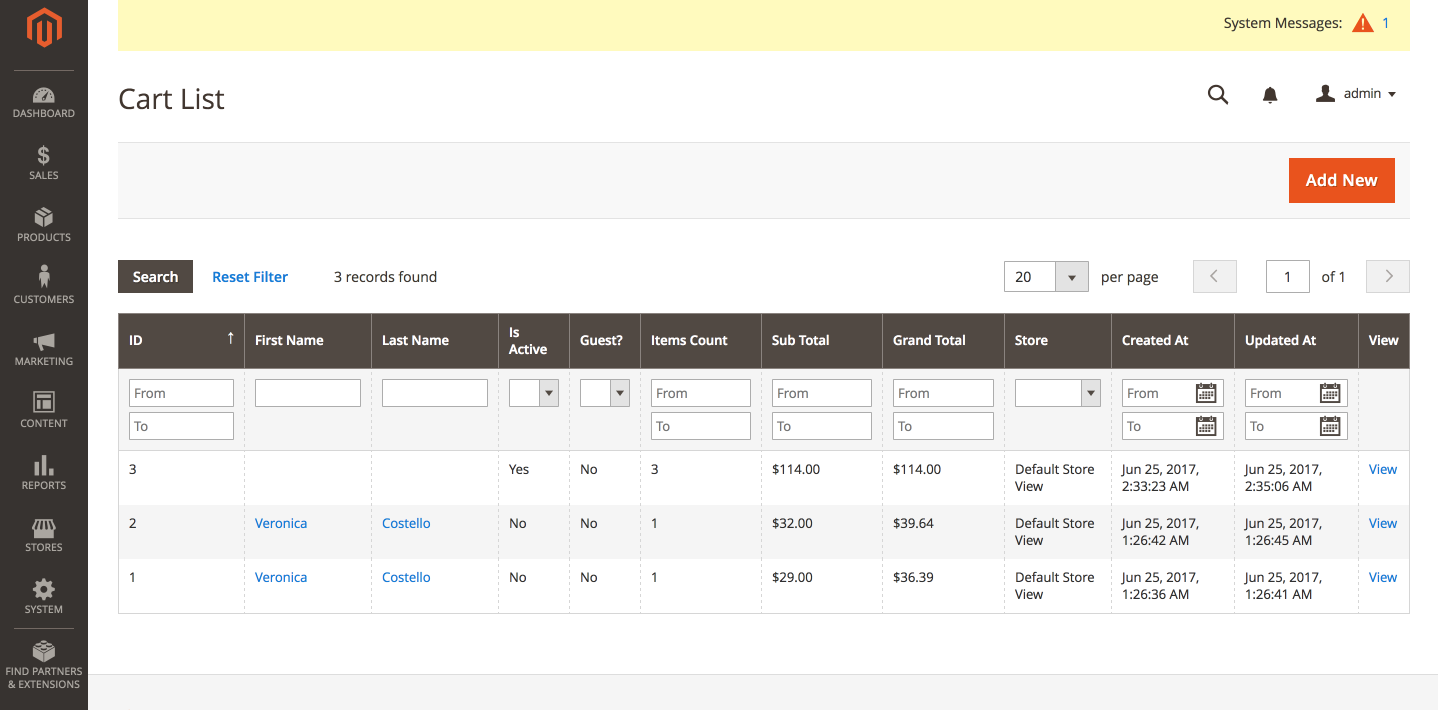 System Messages: 1
DASHBOARD
SALES
PRODUCTS
CUSTOMERS
MARKETING
CONTENT
REPORTS
STORES
SYSTEM
FIND PARTNERS
& EXTENSIONS
Cart List
admin
Add New
Search Reset Filter 3 records found 20 per page 1 of 1
ID ↑ First Name Last Name Is Active Guest? Items Count Sub Total Grand Total Store Created At Updated At View
From From From From From From
To To To To To To
3 Yes No 3 $114.00 $114.00 Default Store Jun 25, 2017, Jun 25, 2017, View
View 2:33:23 AM 2:35:06 AM
2 Veronica Costello No No 1 $32.00 $39.64 Default Store Jun 25, 2017, Jun 25, 2017, View
View 1:26:42 AM 1:26:45 AM
1 Veronica Costello No No 1 $29.00 $36.39 Default Store Jun 25, 2017, Jun 25, 2017, View
View 1:26:36 AM 1:26:41 AM